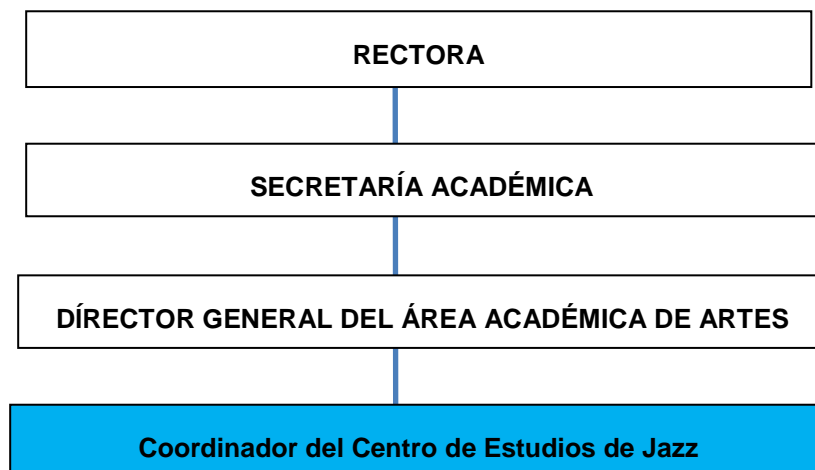 RECTORA
SECRETARÍA ACADÉMICA
DÍRECTOR GENERAL DEL ÁREA ACADÉMICA DE ARTES
Coordinador del Centro de Estudios de Jazz